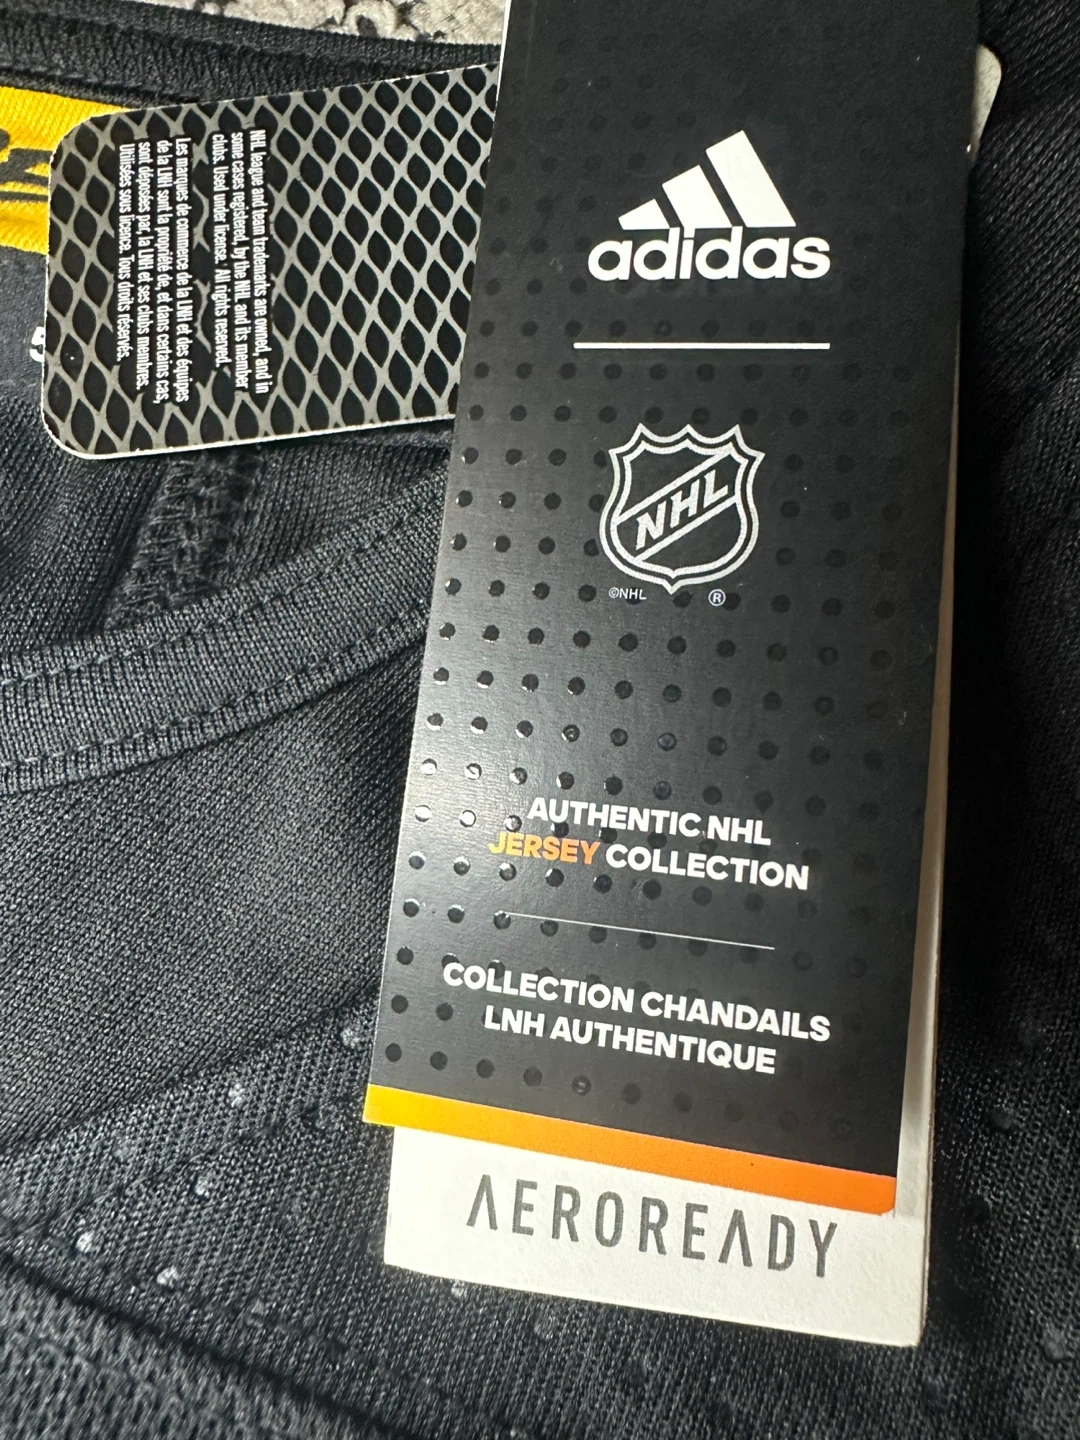 NHL league and team trademarks are owned, and in
some cases registered, by the NHL and its member
clubs. Used under license. All rights reserved.
Les marques de commerce de la LNH et des équipes
de la LNH sont la propriété de, et dans certains cas,
sont déposées par, la LNH et ses clubs membres.
Utilisées sous licence. Tous droits réservés.
adidas
NHL
©NHL ®
AUTHENTIC NHL
JERSEY COLLECTION
COLLECTION CHANDAILS
LNH AUTHENTIQUE
AEROREADY